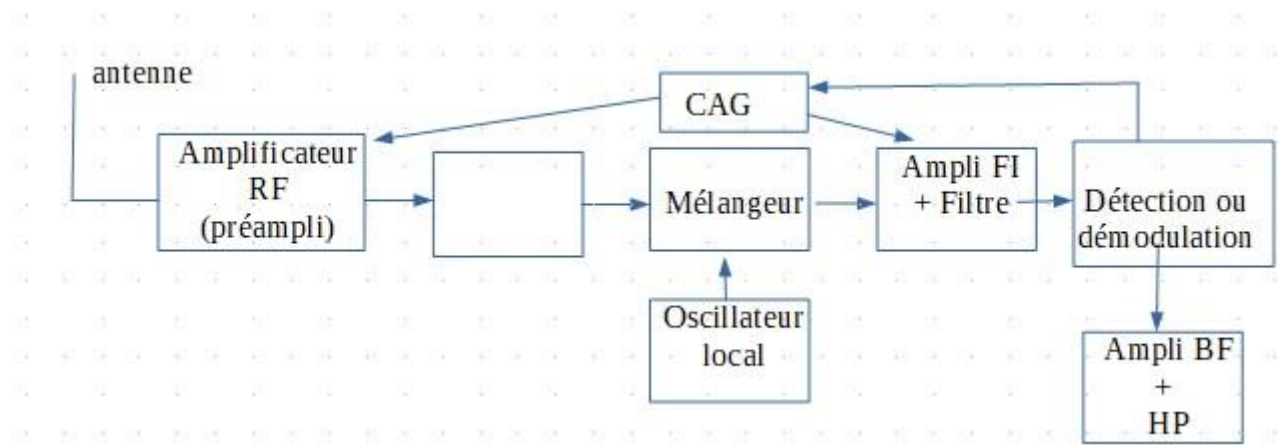 antenne
CAG
Amplificateur
RF
(préampli)
Mélangeur
Ampli FI
+ Filtre
Détection ou
démodulation
Oscillateur
local
Ampli BF
+
HP